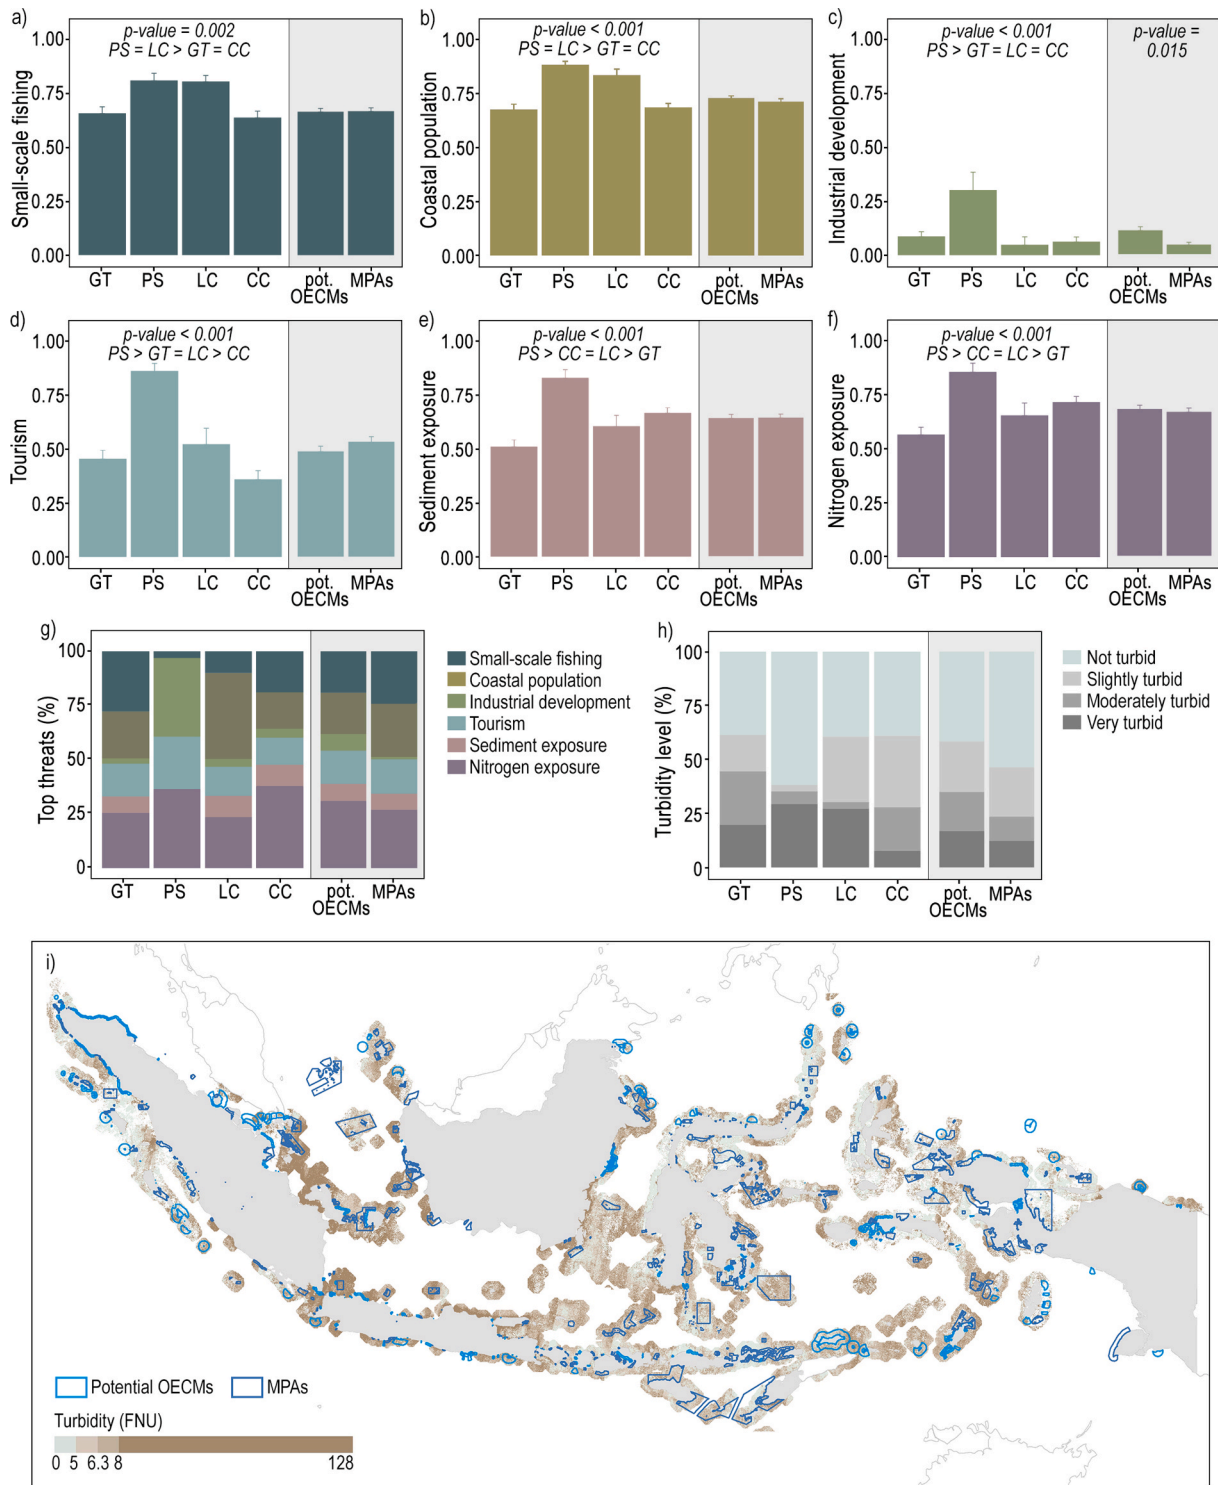 a)
p-value = 0.002
PS = LC > GT = CC
Small-scale fishing
1.00
0.75
0.50
0.25
0.00
GT PS LC CC pot. OECMs MPAs
b)
p-value < 0.001
PS = LC > GT = CC
Coastal population
1.00
0.75
0.50
0.25
0.00
GT PS LC CC pot. OECMs MPAs
c)
p-value < 0.001
PS > GT = LC = CC
p-value =
0.015
Industrial development
1.00
0.75
0.50
0.25
0.00
GT PS LC CC pot. OECMs MPAs
d)
p-value < 0.001
PS > GT = LC > CC
Tourism
1.00
0.75
0.50
0.25
0.00
GT PS LC CC pot. OECMs MPAs
e)
p-value < 0.001
PS > CC = LC > GT
Sediment exposure
1.00
0.75
0.50
0.25
0.00
GT PS LC CC pot. OECMs MPAs
f)
p-value < 0.001
PS > CC = LC > GT
Nitrogen exposure
1.00
0.75
0.50
0.25
0.00
GT PS LC CC pot. OECMs MPAs
g)
Top threats (%)
100
75
50
25
0
GT PS LC CC pot. OECMs MPAs
Small-scale fishing
Coastal population
Industrial development
Tourism
Sediment exposure
Nitrogen exposure
h)
Turbidity level (%)
100
75
50
25
0
GT PS LC CC pot. OECMs MPAs
Not turbid
Slightly turbid
Moderately turbid
Very turbid
i)
Potential OECMs MPAs
Turbidity (FNU)
0 5 6.3 8 128